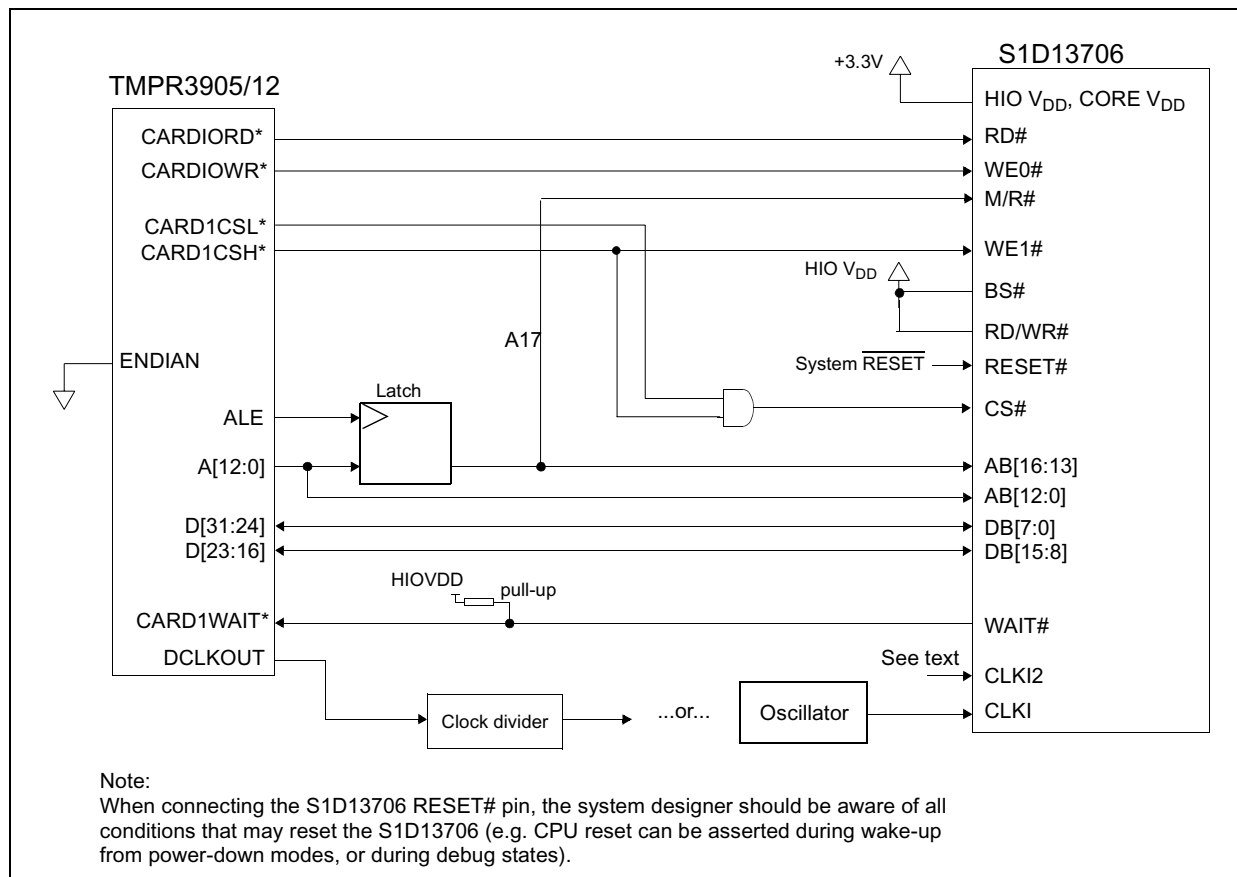 S1D13706
TMPR3905/12
+3.3V
HIO VDD, CORE VDD
CARDIORD*
RD#
CARDIOWR*
WE0#
M/R#
CARD1CSL*
CARD1CSH*
WE1#
HIO VDD
BS#
RD/WR#
A17
ENDIAN
System RESET
RESET#
Latch
ALE
CS#
A[12:0]
AB[16:13]
AB[12:0]
D[31:24]
DB[7:0]
D[23:16]
DB[15:8]
HIOVDD
pull-up
CARD1WAIT*
WAIT#
DCLKOUT
See text
CLKI2
Clock divider
...or...
Oscillator
CLKI
Note:
When connecting the S1D13706 RESET# pin, the system designer should be aware of all
conditions that may reset the S1D13706 (e.g. CPU reset can be asserted during wake-up
from power-down modes, or during debug states).